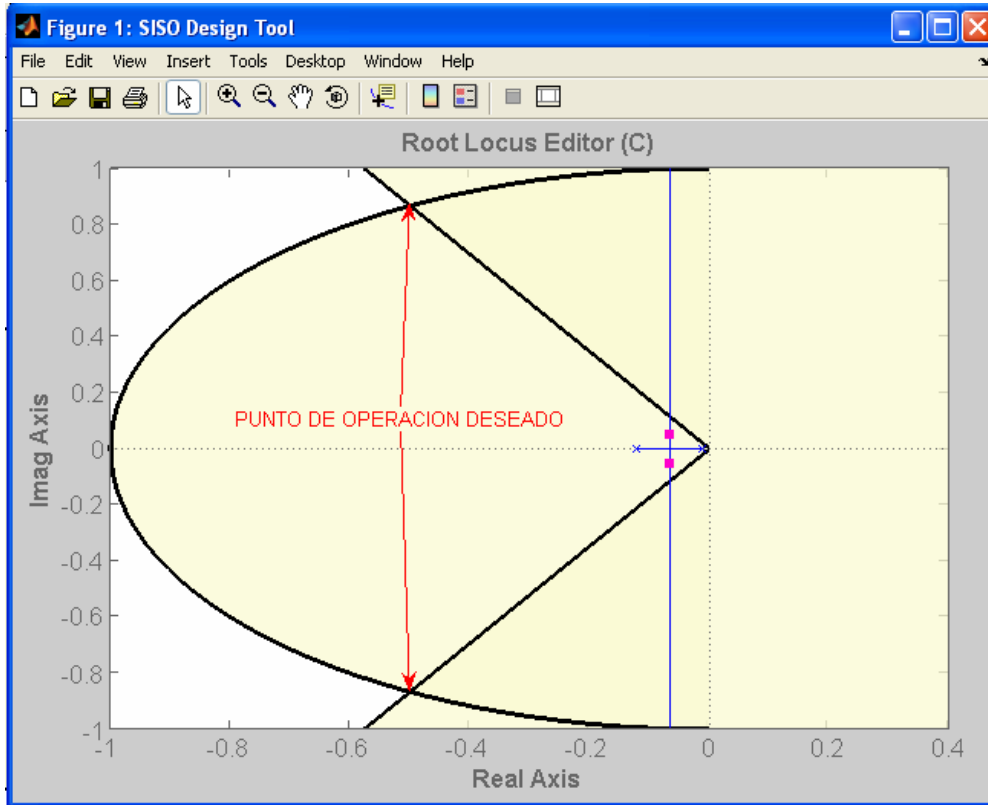 Figure 1: SISO Design Tool
File Edit View Insert Tools Desktop Window Help
Root Locus Editor (C)
1
0.8
0.6
0.4
0.2
0
-0.2
-0.4
-0.6
-0.8
-1
Imag Axis
PUNTO DE OPERACION DESEADO
-1 -0.8 -0.6 -0.4 -0.2 0 0.2 0.4
Real Axis